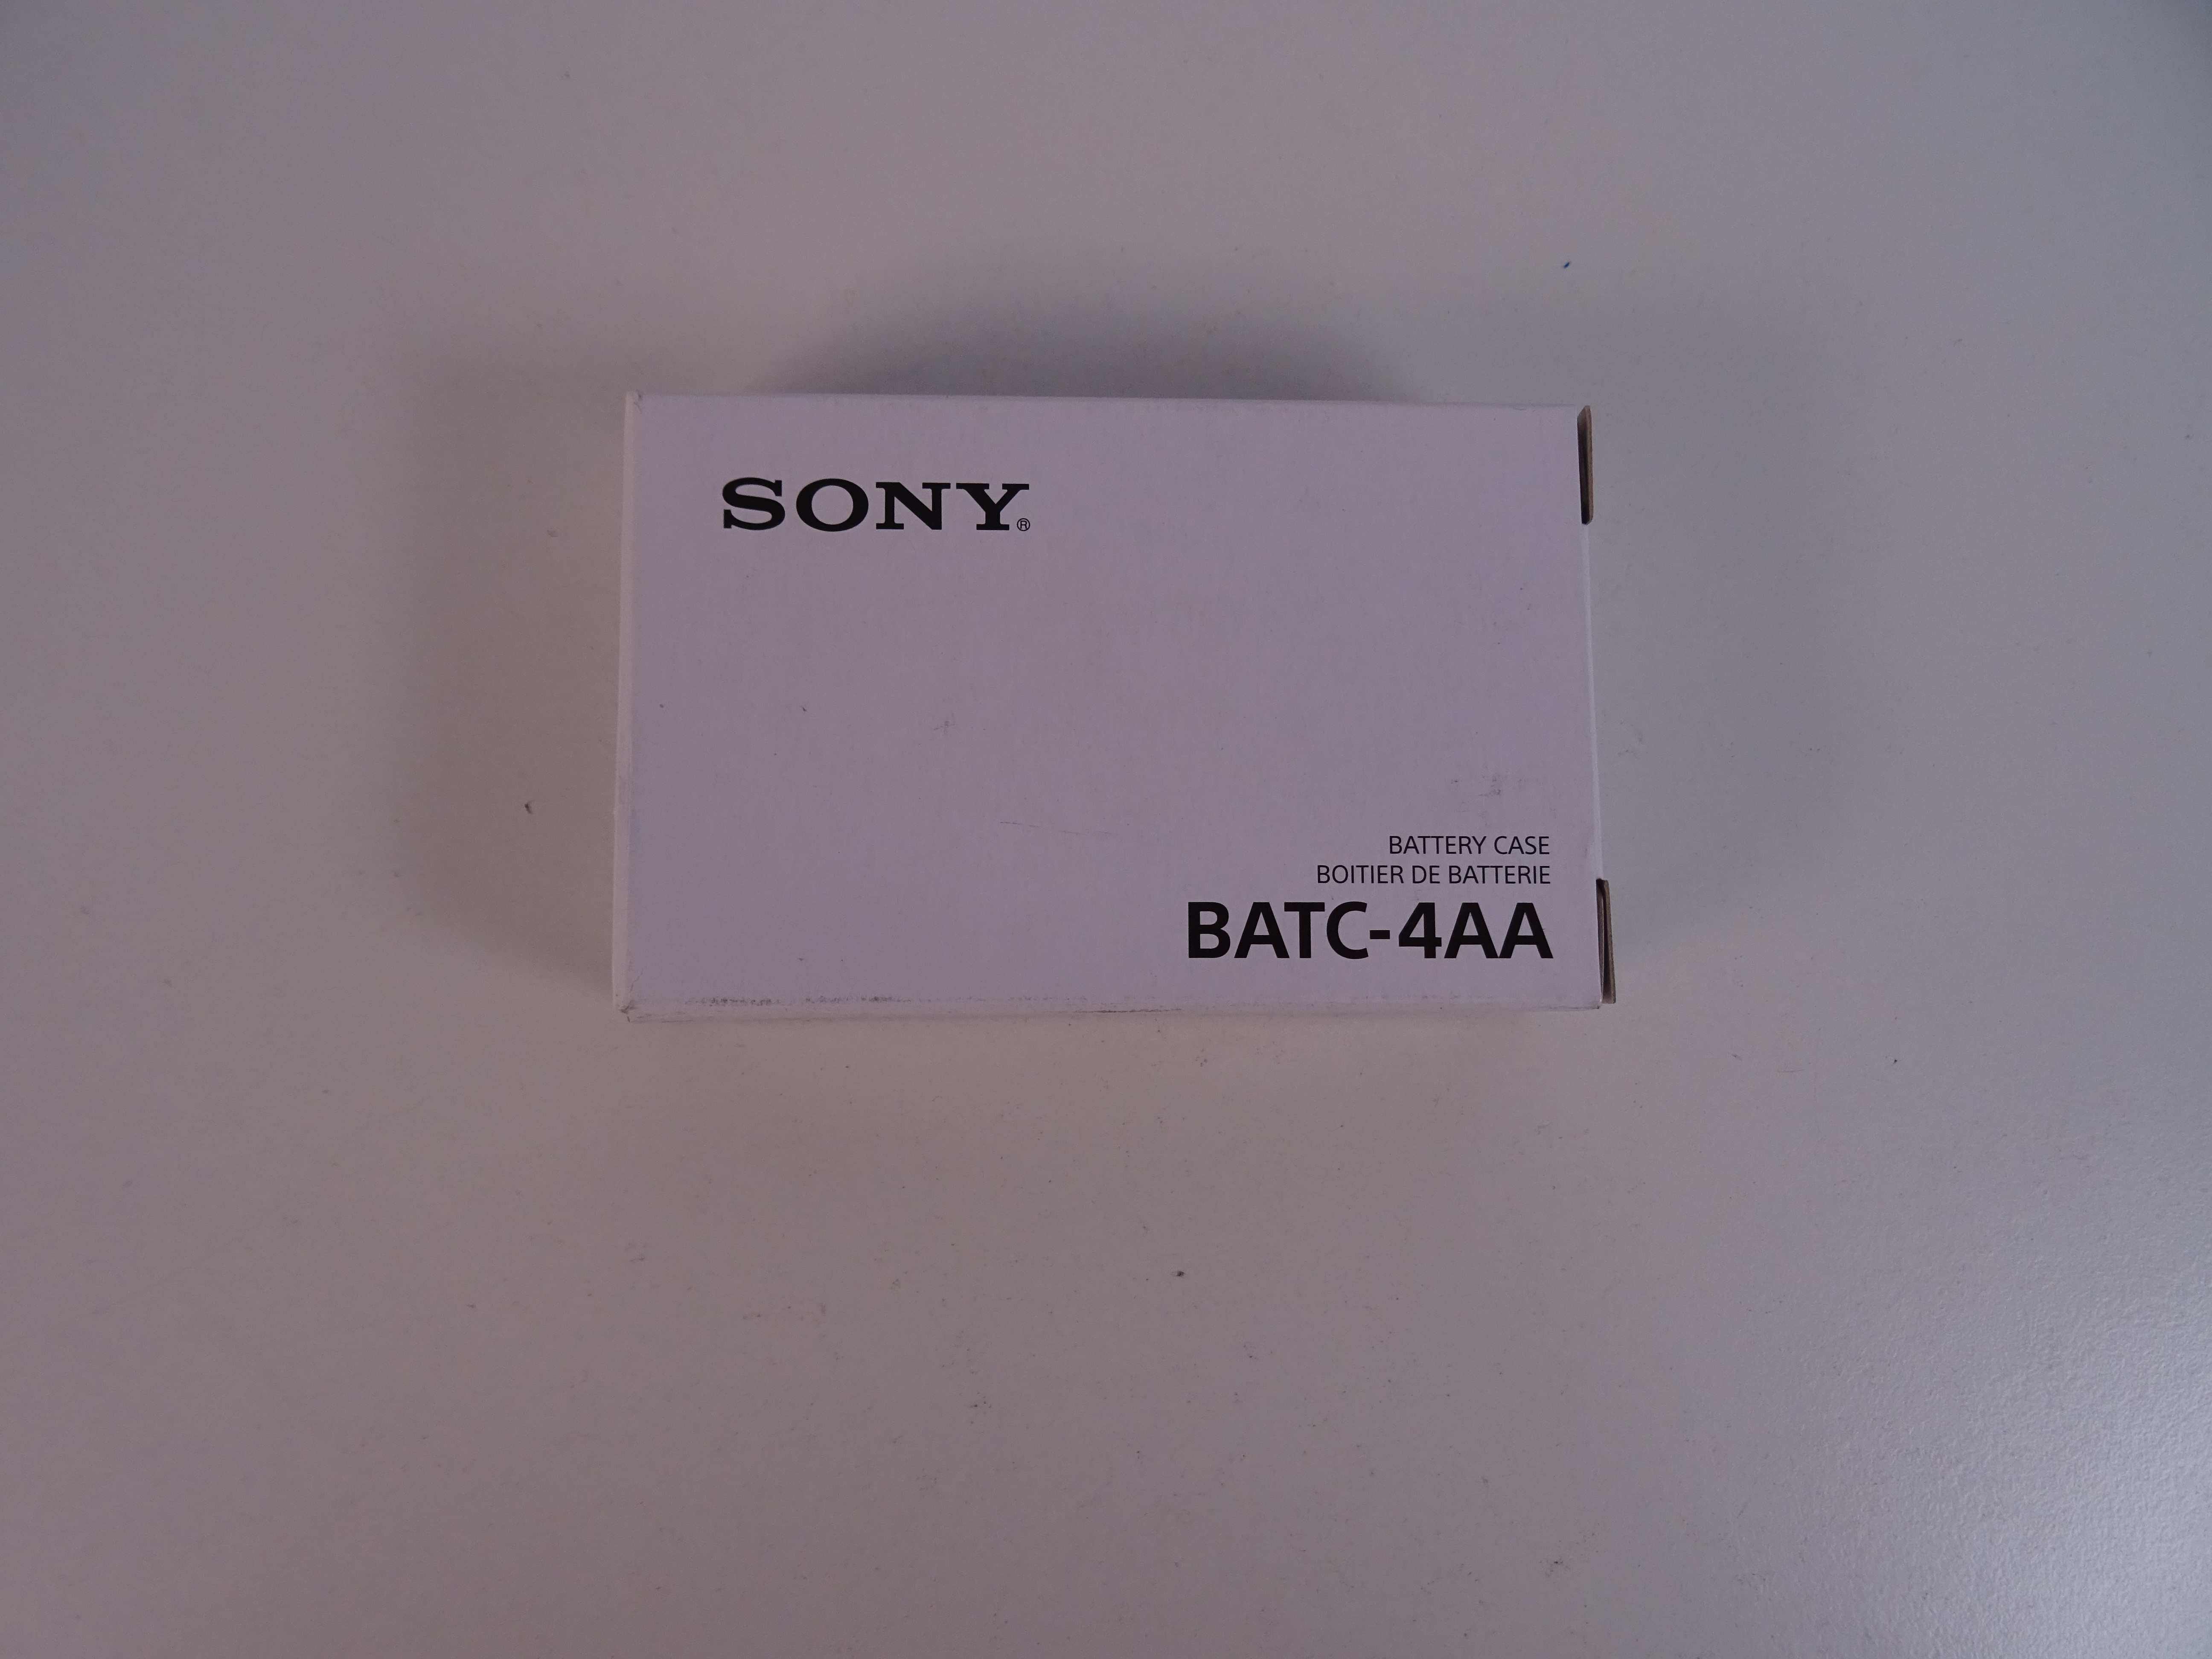 SONY®
BATTERY CASE
BOITIER DE BATTERIE
BATC-4AA